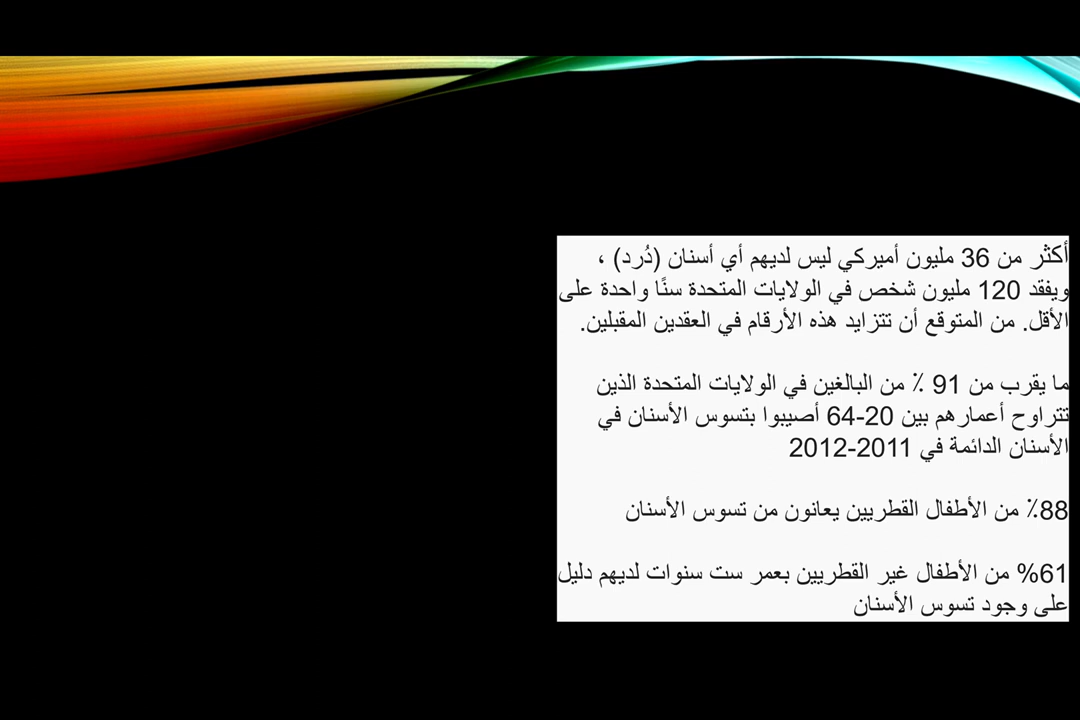 أكثر من 36 مليون أميركي ليس لديهم أي أسنان (دُرد) ،
ويفقد 120 مليون شخص في الولايات المتحدة سنًا واحدة على
الأقل. من المتوقع أن تتزايد هذه الأرقام في العقدين المقبلين.
ما يقرب من 91 ٪ من البالغين في الولايات المتحدة الذين
تتراوح أعمارهم بين 20-64 أصيبوا بتسوس الأسنان في
الأسنان الدائمة في 2011-2012
88٪ من الأطفال القطريين يعانون من تسوس الأسنان
61% من الأطفال غير القطريين بعمر ست سنوات لديهم دليل
على وجود تسوس الأسنان